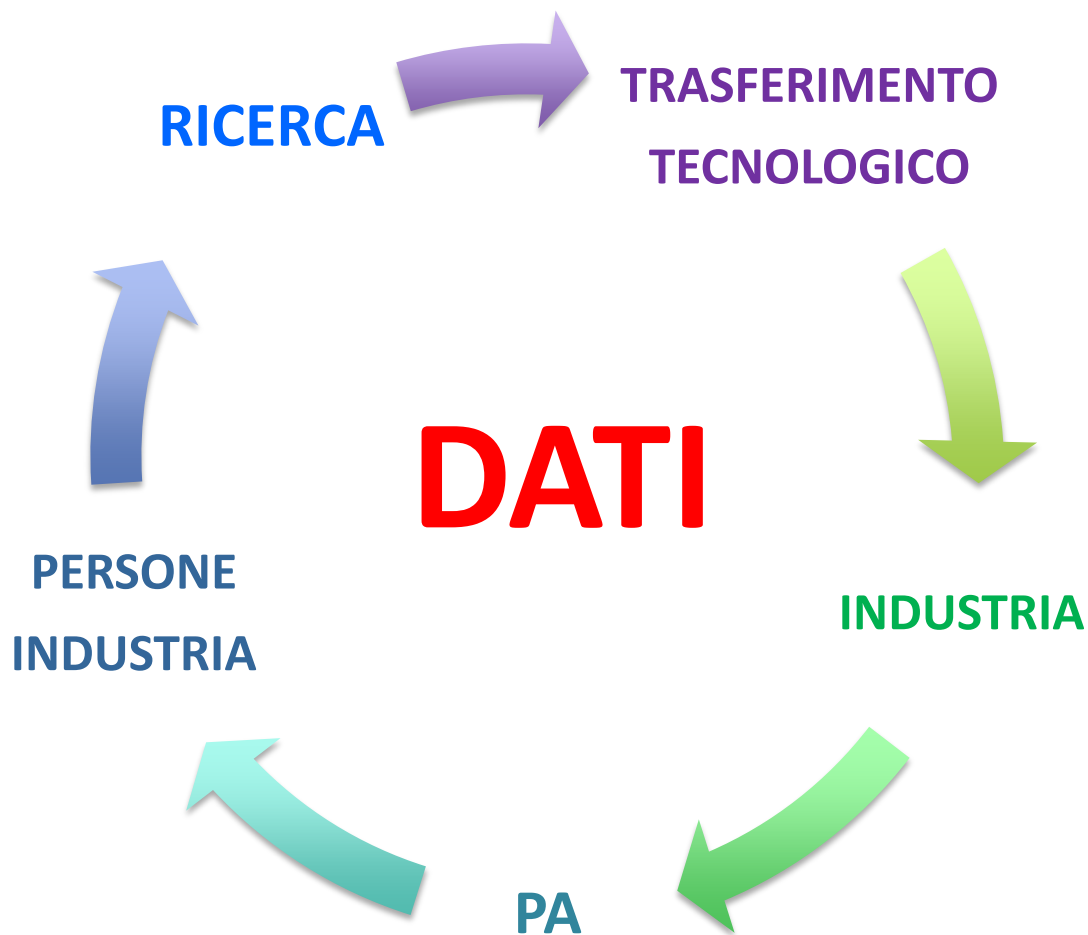 RICERCA
TRASFERIMENTO
TECNOLOGICO
DATI
PERSONE
INDUSTRIA
INDUSTRIA
PA